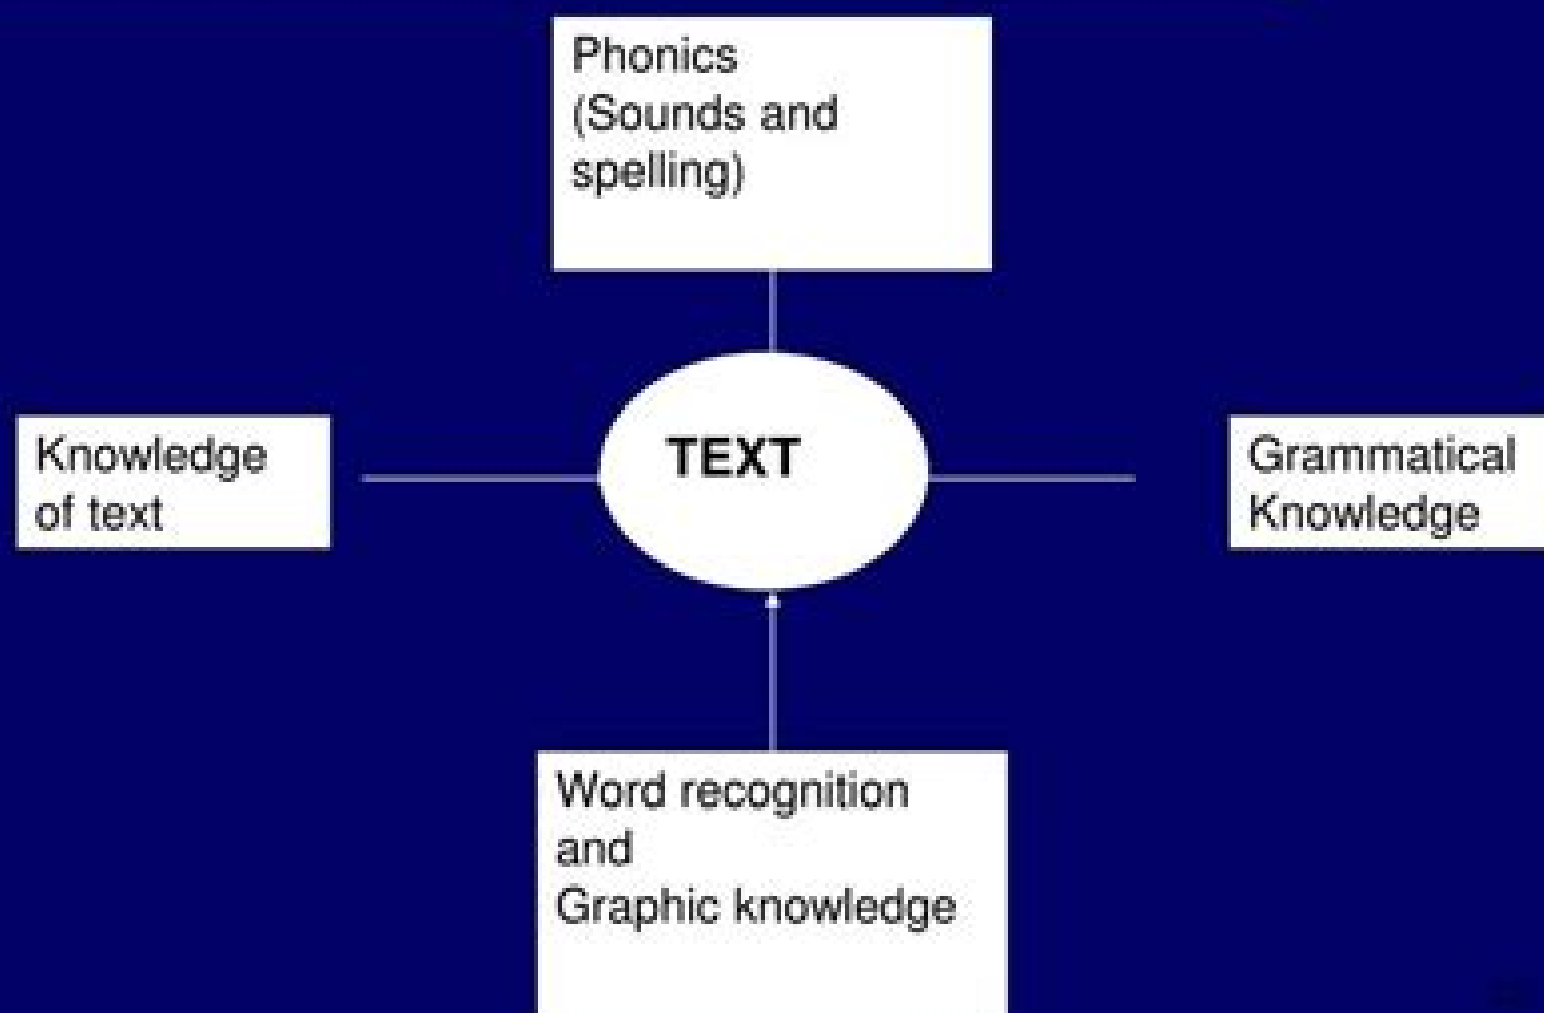 Phonics
(Sounds and
spelling)
Knowledge
of text
TEXT
Grammatical
Knowledge
Word recognition
and
Graphic knowledge